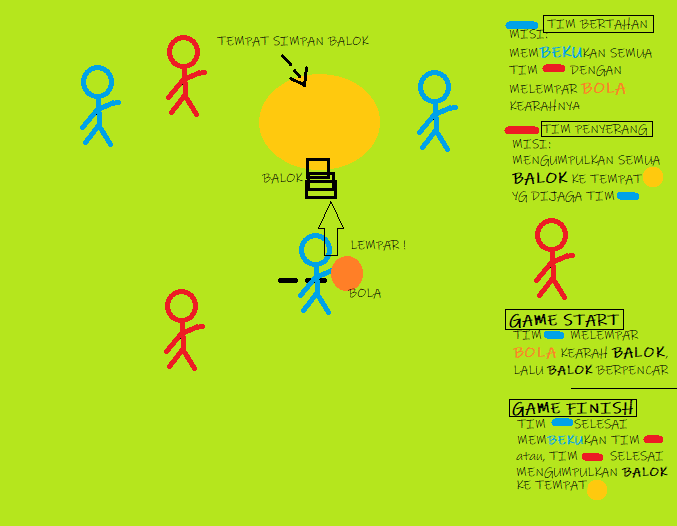 TEMPAT SIMPAN BALOK
BALOK
LEMPAR !
BOLA
TIM BERTAHAN
MISI:
MEMBEKUKAN SEMUA
TIM DENGAN
MELEMPAR BOLA
KEARAHNYA
TIM PENYERANG
MISI:
MENGUMPULKAN SEMUA
BALOK KE TEMPAT
YG DIJAGA TIM
GAME START
TIM MELEMPAR
BOLA KEARAH BALOK,
LALU BALOK BERPENCAR
GAME FINISH
TIM SELESAI
MEMBEKUKAN TIM
atau, TIM SELESAI
MENGUMPULKAN BALOK
KE TEMPAT